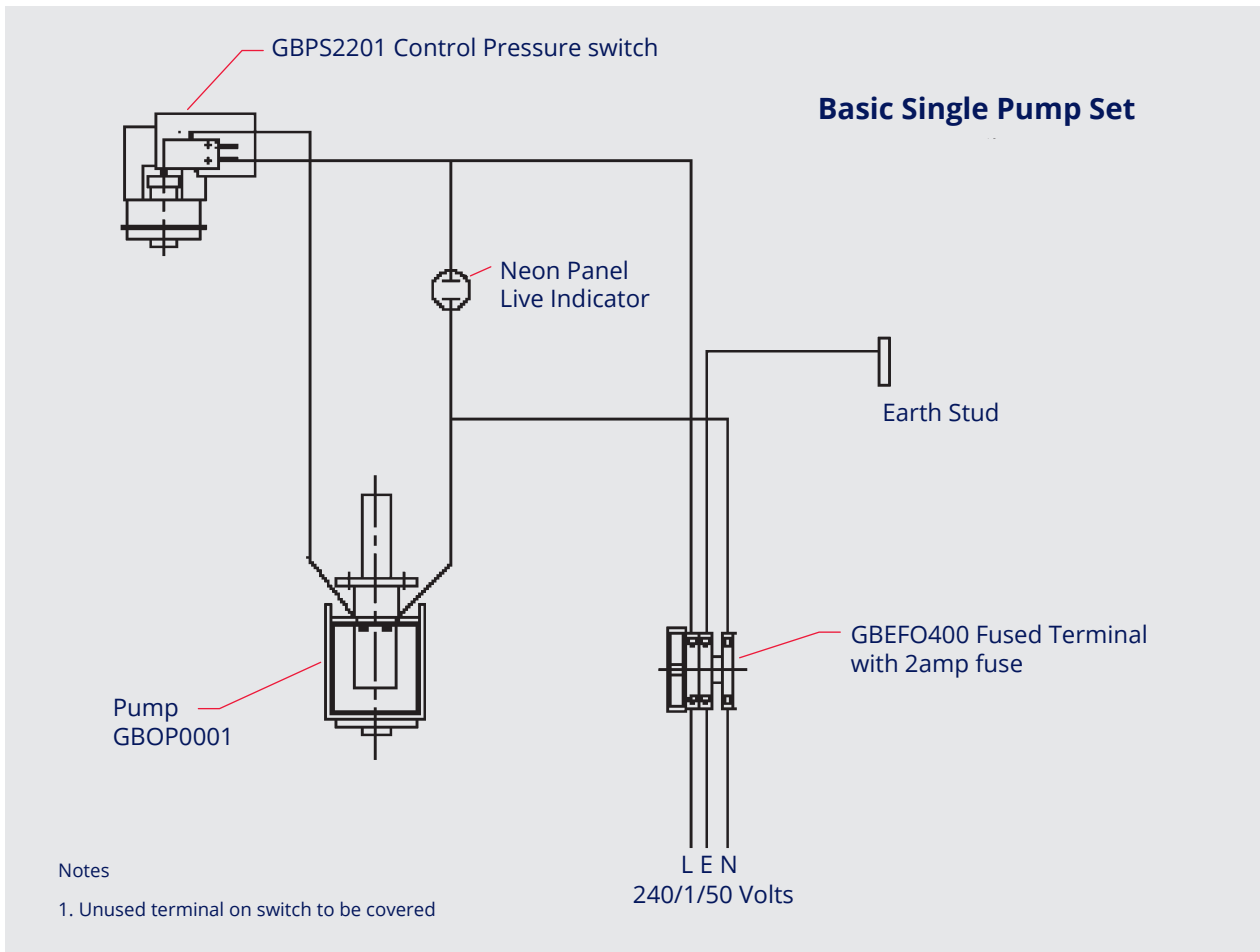 GBPS2201 Control Pressure switch
Basic Single Pump Set
Neon Panel
Live Indicator
Earth Stud
GBEFO400 Fused Terminal
with 2amp fuse
Pump
GBOP0001
L E N
240/1/50 Volts
Notes
1. Unused terminal on switch to be covered